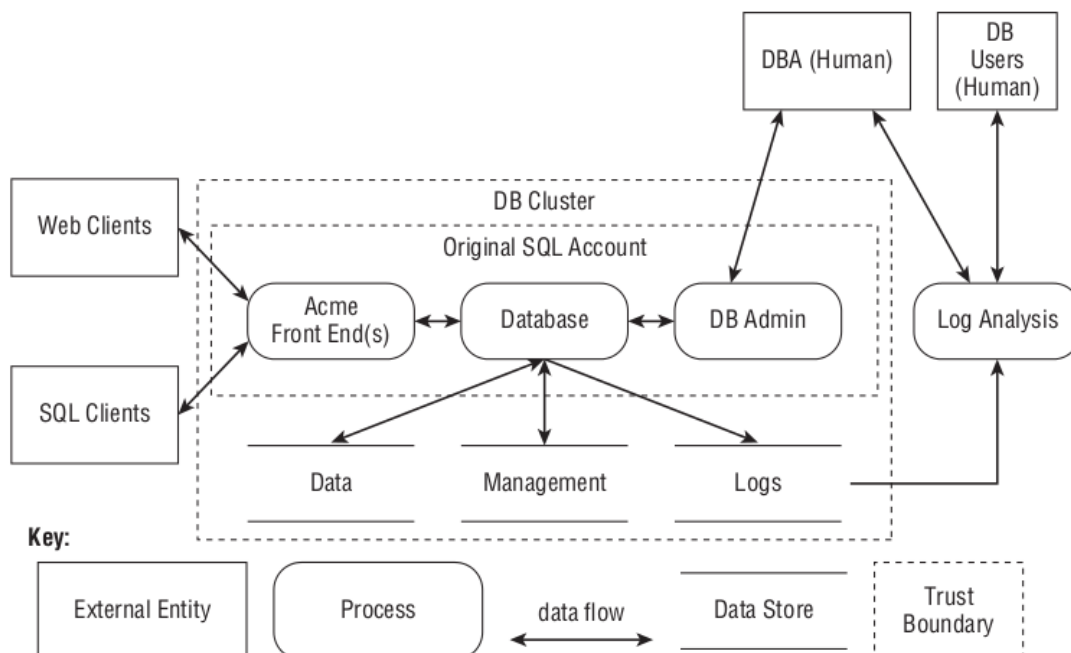 DBA (Human)
DB
Users
(Human)
DB Cluster
Web Clients
Original SQL Account
Acme
Front End(s)
Database
DB Admin
Log Analysis
SQL Clients
Data
Management
Logs
Key:
External Entity
Process
data flow
Data Store
Trust
Boundary